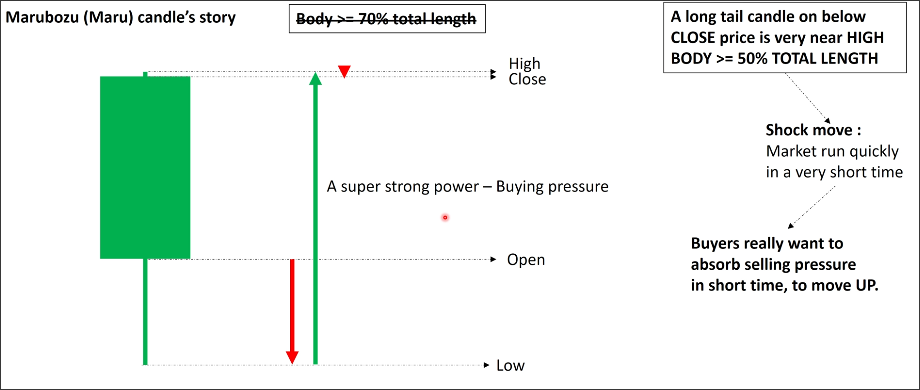 Marubozu (Maru) candle's story
Body >= 70% total length
A long tail candle on below
CLOSE price is very near HIGH
BODY >= 50% TOTAL LENGTH
High
Close
Shock move :
Market run quickly
in a very short time
A super strong power – Buying pressure
Buyers really want to
absorb selling pressure
in short time, to move UP.
Open
Low